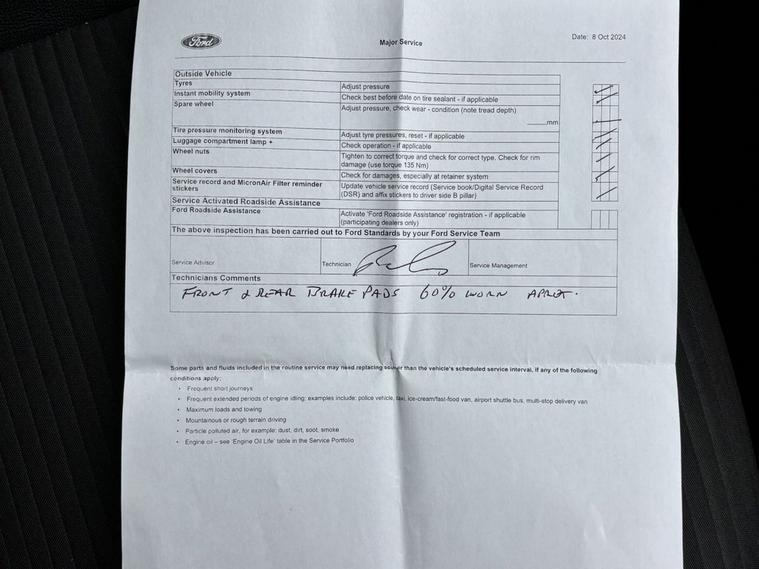 Ford
Major Service
Date: 8 Oct 2024
Outside Vehicle
Tyres
Adjust pressure
Instant mobility system
Check best before date on tire sealant - if applicable
Spare wheel
Adjust pressure, check wear - condition (note tread depth)
____mm
Tire pressure monitoring system
Adjust tyre pressures, reset - if applicable
Luggage compartment lamp +
Check operation - if applicable
Wheel nuts
Tighten to correct torque and check for correct type. Check for rim
damage (use torque 135 Nm)
Wheel covers
Check for damages, especially at retainer system
Service record and MicronAir Filter reminder
stickers
Update vehicle service record (Service book/Digital Service Record
(DSR) and affix stickers to driver side B pillar)
Service Activated Roadside Assistance
Ford Roadside Assistance
Activate 'Ford Roadside Assistance' registration - if applicable
(participating dealers only)
The above inspection has been carried out to Ford Standards by your Ford Service Team
Service Advisor
Technician
Service Management
Technicians Comments
FRONT & REAR BRAKE PADS 60% WORN APROX.
Some parts and fluids included in the routine service may need replacing sooner than the vehicle's scheduled service interval, if any of the following
conditions apply:
• Frequent short journeys
• Frequent extended periods of engine idling: examples include: police vehicle, taxi, ice-cream/fast-food van, airport shuttle bus, multi-stop delivery van
• Maximum loads and towing
• Mountainous or rough terrain driving
• Particle polluted air, for example: dust, dirt, soot, smoke
• Engine oil – see 'Engine Oil Life' table in the Service Portfolio